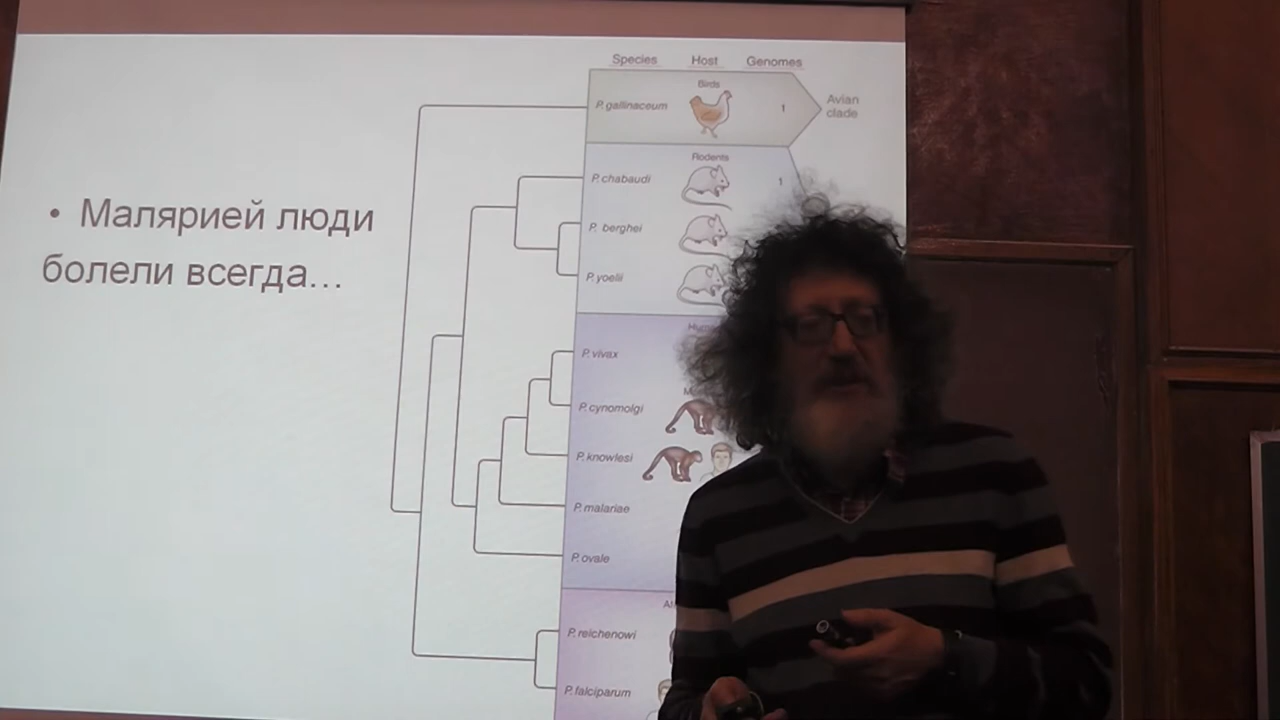 • Малярией люди
болели всегда...
Species Host Genomes
Birds
P. gallinaceum 1
Avian
clade
Rodents
P. chabaudi 1
P. berghei
P. yoelii
P. vivax
P. cynomolgi
P. knowlesi
P. malariae
P. ovale
P. reichenowi
P. falciparum